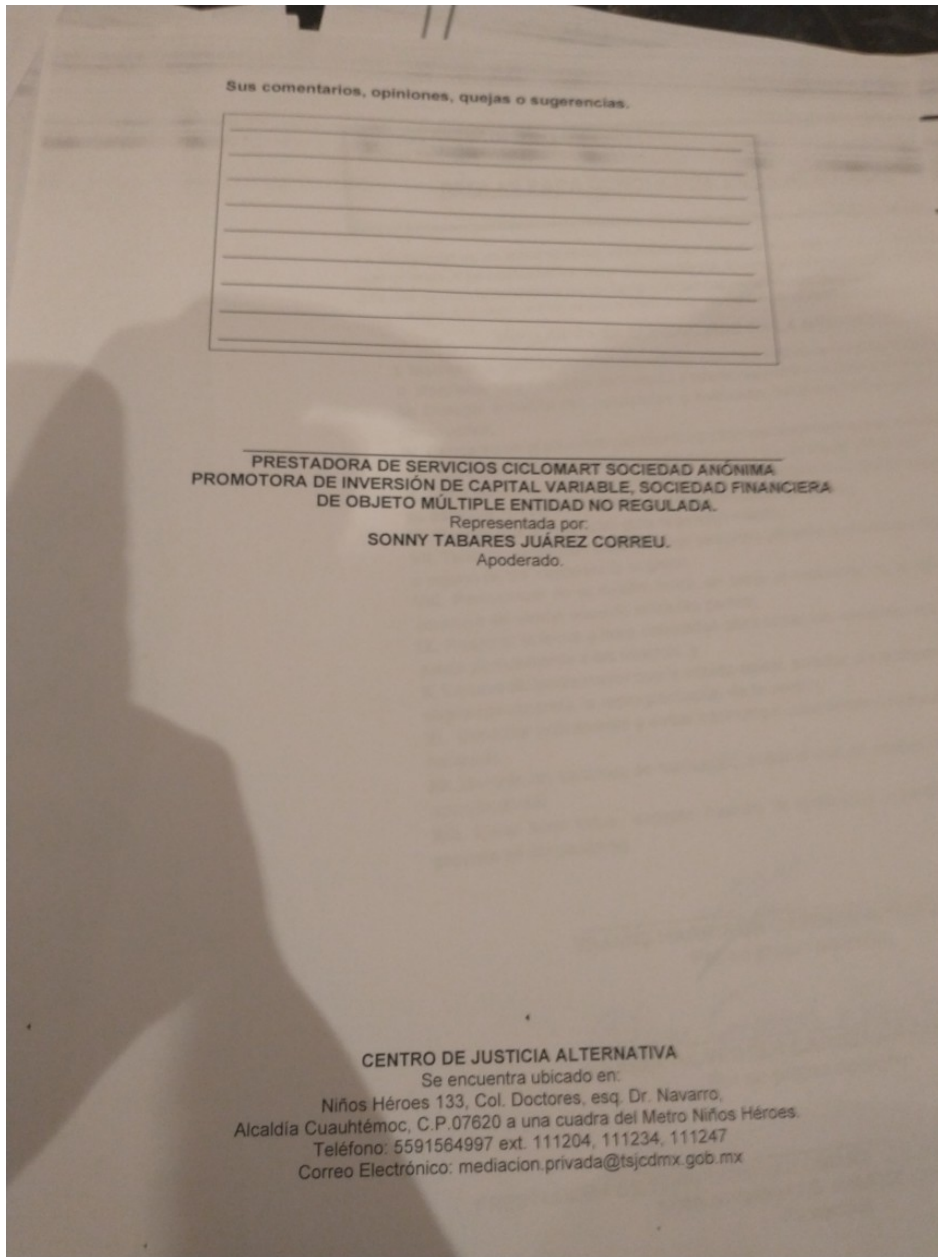 Sus comentarios, opiniones, quejas o sugerencias.
PRESTADORA DE SERVICIOS CICLOMART SOCIEDAD ANÓNIMA
PROMOTORA DE INVERSIÓN DE CAPITAL VARIABLE, SOCIEDAD FINANCIERA
DE OBJETO MÚLTIPLE ENTIDAD NO REGULADA.
Representada por:
SONNY TABARES JUÁREZ CORREU.
Apoderado.
CENTRO DE JUSTICIA ALTERNATIVA
Se encuentra ubicado en:
Niños Héroes 133, Col. Doctores, esq. Dr. Navarro,
Alcaldía Cuauhtémoc, C.P.07620 a una cuadra del Metro Niños Héroes.
Teléfono: 5591564997 ext. 111204, 111234, 111247
Correo Electrónico: mediacion.privada@tsjcdmx.gob.mx